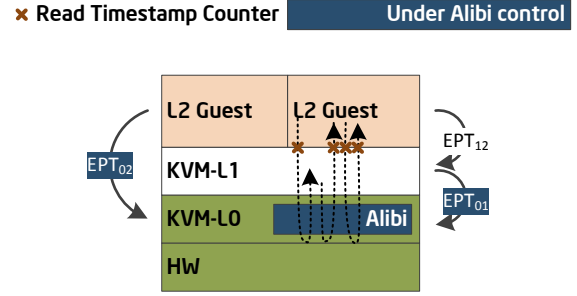 × Read Timestamp Counter
Under Alibi control
L2 Guest
L2 Guest
EPT12
EPT02
KVM-L1
EPT01
KVM-L0
Alibi
HW